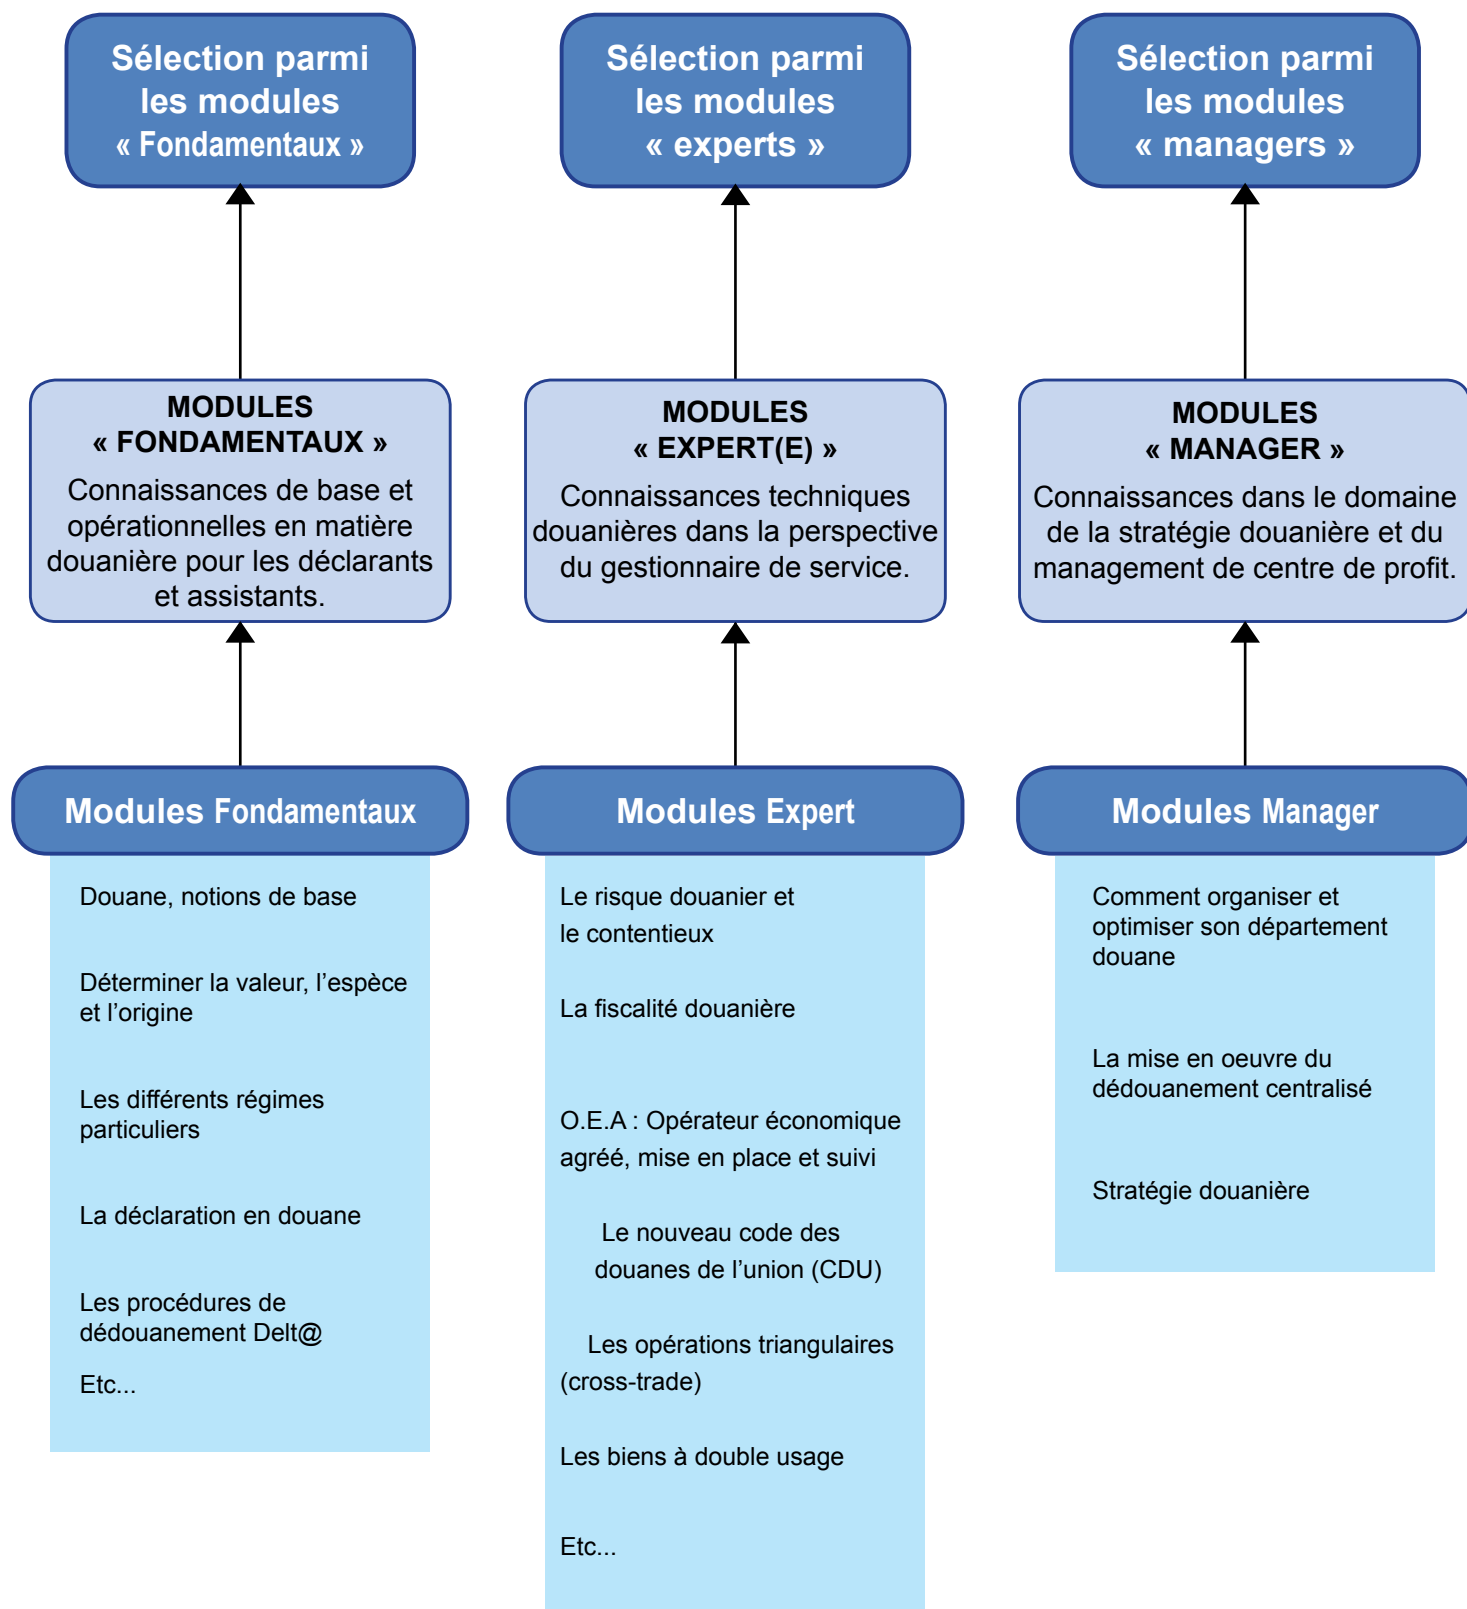 Sélection parmi
les modules
« Fondamentaux »
Sélection parmi
les modules
« experts »
Sélection parmi
les modules
« managers »
MODULES
« FONDAMENTAUX »
Connaissances de base et
opérationnelles en matière
douanière pour les déclarants
et assistants.
MODULES
« EXPERT(E) »
Connaissances techniques
douanières dans la perspective
du gestionnaire de service.
MODULES
« MANAGER »
Connaissances dans le domaine
de la stratégie douanière et du
management de centre de profit.
Modules Fondamentaux
Douane, notions de base
Déterminer la valeur, l’espèce
et l’origine
Les différents régimes
particuliers
La déclaration en douane
Les procédures de
dédouanement Delt@
Etc...
Modules Expert
Le risque douanier et
le contentieux
La fiscalité douanière
O.E.A : Opérateur économique
agréé, mise en place et suivi
Le nouveau code des
douanes de l’union (CDU)
Les opérations triangulaires
(cross-trade)
Les biens à double usage
Etc...
Modules Manager
Comment organiser et
optimiser son département
douane
La mise en oeuvre du
dédouanement centralisé
Stratégie douanière